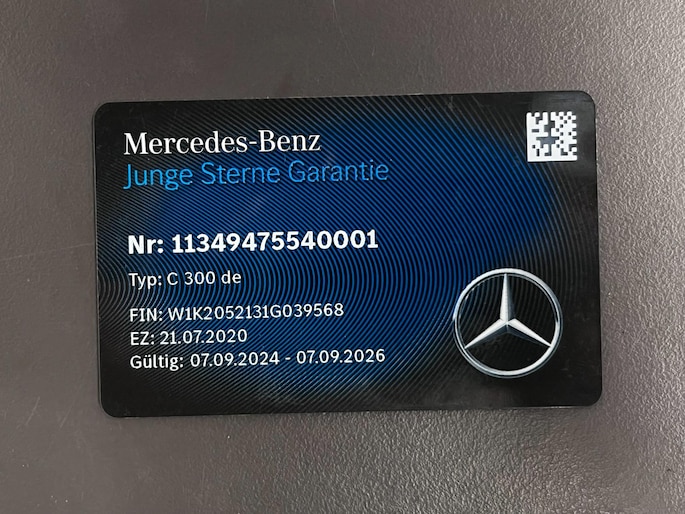 Mercedes-Benz
Junge Sterne Garantie
Nr: 11349475540001
Typ: C 300 de
FIN: W1K2052131G039568
EZ: 21.07.2020
Gültig: 07.09.2024 - 07.09.2026